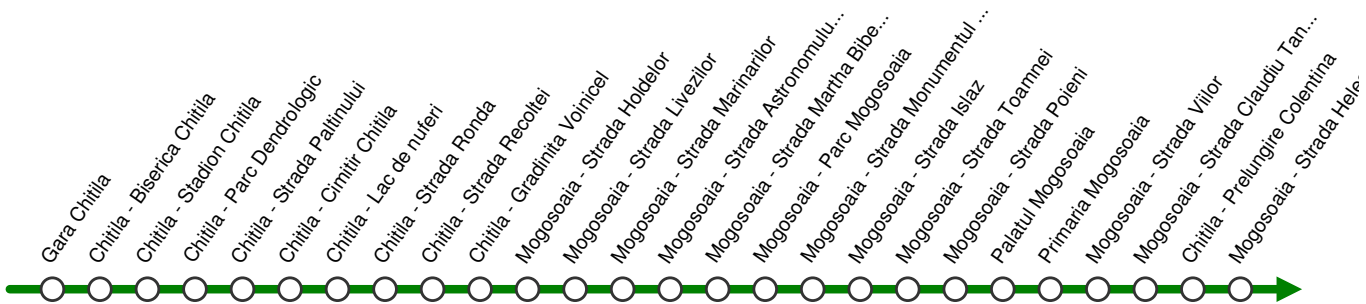 Gara Chitila
Chitila - Biserica Chitila
Chitila - Stadion Chitila
Chitila - Parc Dendrologic
Chitila - Strada Paltinului
Chitila - Cimitir Chitila
Chitila - Lac de nuferi
Chitila - Strada Ronda
Chitila - Strada Recoltei
Chitila - Gradinita Voinicel
Mogosoaia - Strada Holdelor
Mogosoaia - Strada Livezilor
Mogosoaia - Strada Marinarilor
Mogosoaia - Strada Astronomulu...
Mogosoaia - Strada Martha Bibe...
Mogosoaia - Parc Mogosoaia
Mogosoaia - Strada Monumentul ...
Mogosoaia - Strada Islaz
Mogosoaia - Strada Toamnei
Mogosoaia - Strada Poieni
Palatul Mogosoaia
Primaria Mogosoaia
Mogosoaia - Strada Viilor
Mogosoaia - Strada Claudiu Tan...
Chitila - Prelungire Colentina
Mogosoaia - Strada